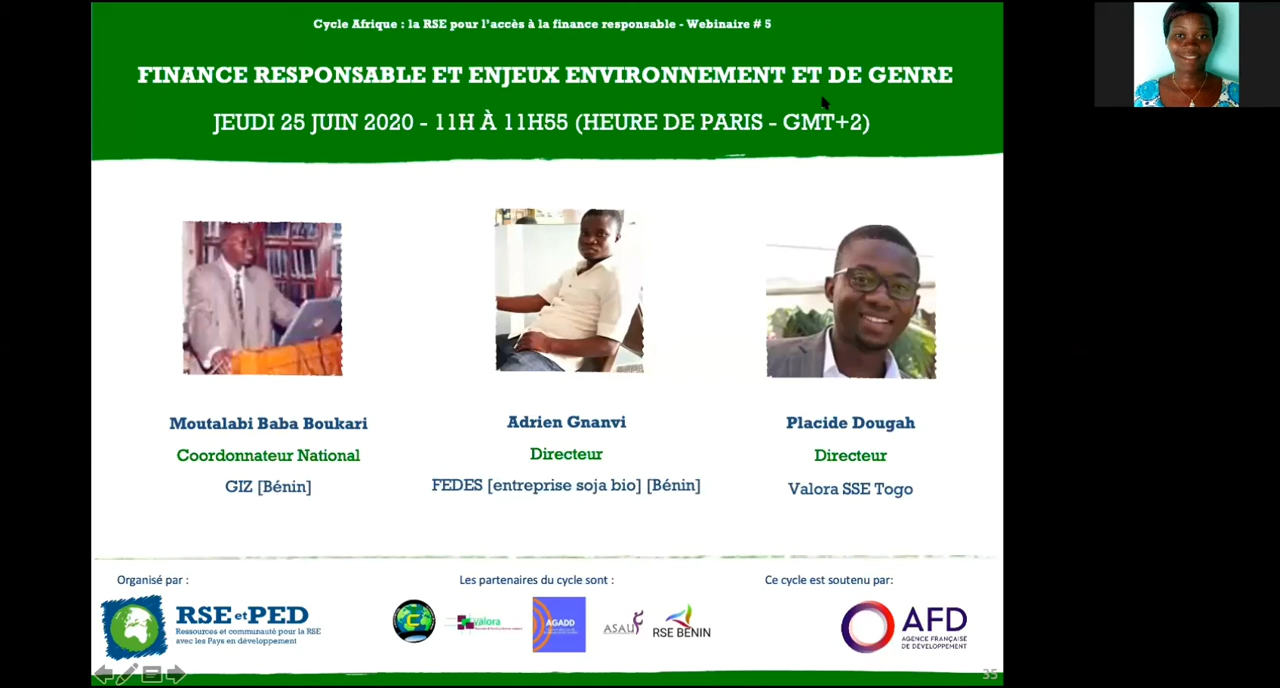 Cycle Afrique : la RSE pour l'accès à la finance responsable - Webinaire # 5
FINANCE RESPONSABLE ET ENJEUX ENVIRONNEMENT ET DE GENRE
JEUDI 25 JUIN 2020 - 11H À 11H55 (HEURE DE PARIS - GMT+2)
Moutalabi Baba Boukari
Coordonnateur National
GIZ [Bénin]
Adrien Gnanvi
Directeur
FEDES [entreprise soja bio] [Bénin]
Placide Dougah
Directeur
Valora SSE Togo
Organisé par :
RSE et PED
Ressources et communauté pour la RSE
avec les Pays en développement
Les partenaires du cycle sont :
valora
AGADD
ASAU
RSE BÉNIN
Ce cycle est soutenu par:
AFD
AGENCE FRANÇAISE
DE DÉVELOPPEMENT
35